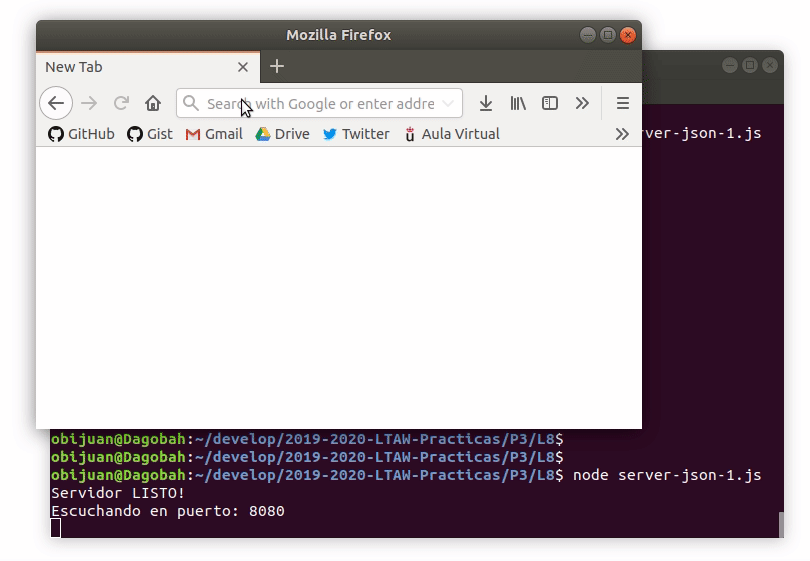 Mozilla Firefox
New Tab
Search with Google or enter addre
GitHub Gist Gmail Drive Twitter Aula Virtual
ver-json-1.js
obijuan@Dagobah:~/develop/2019-2020-LTAW-Practicas/P3/L8$
obijuan@Dagobah:~/develop/2019-2020-LTAW-Practicas/P3/L8$
obijuan@Dagobah:~/develop/2019-2020-LTAW-Practicas/P3/L8$ node server-json-1.js
Servidor LISTO!
Escuchando en puerto: 8080